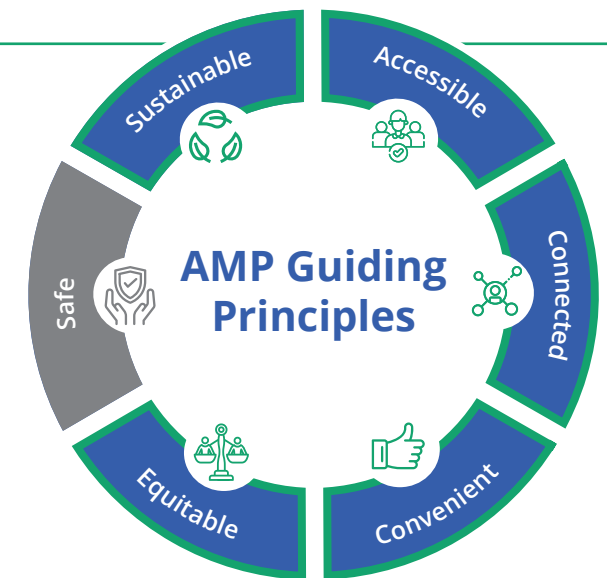 Sustainable
Accessible
Connected
Convenient
Equitable
Safe
AMP Guiding
Principles